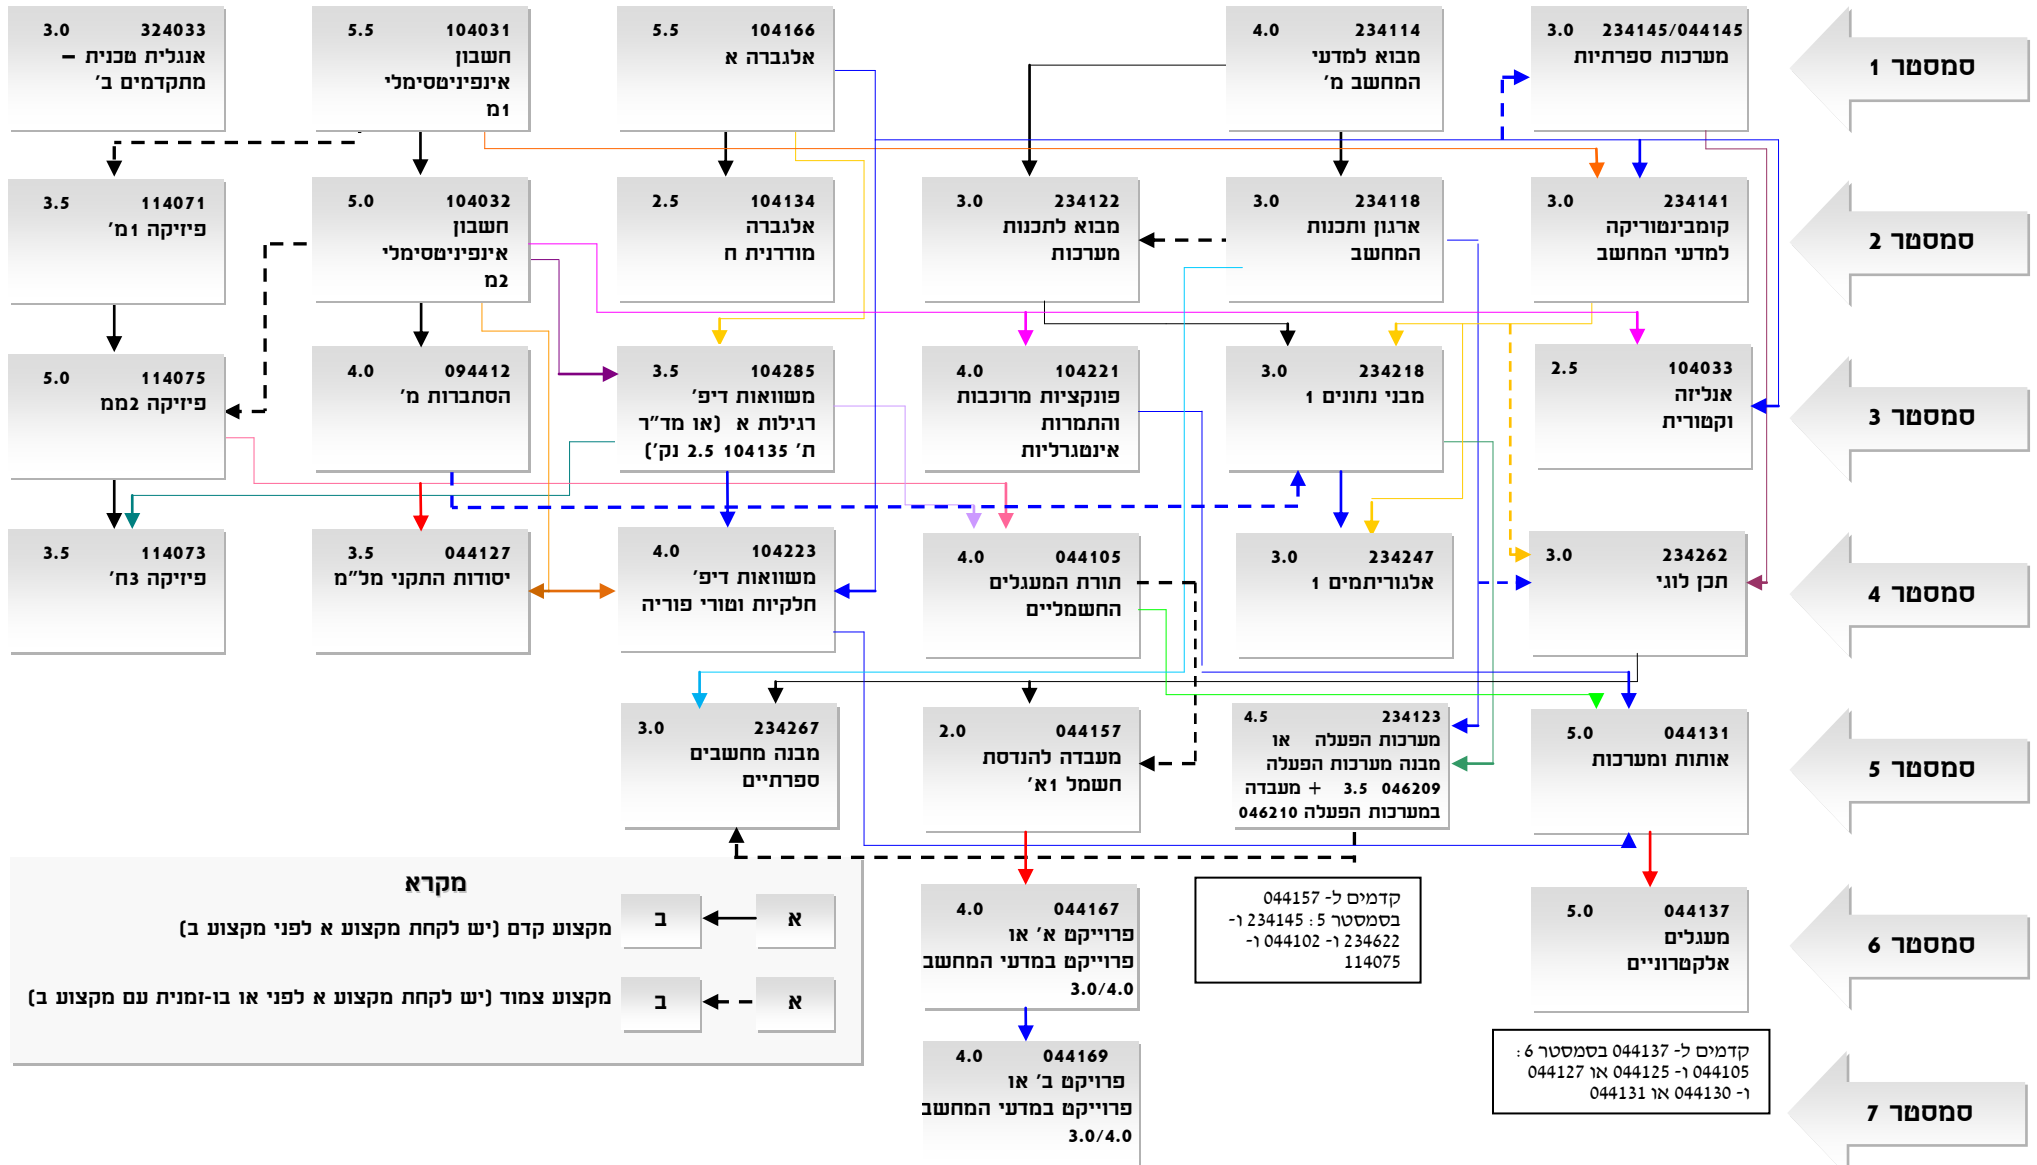 סמסטר 1
234145/044145 3.0
מערכות ספרתיות
234114 4.0
מבוא למדעי
המחשב מ'
104166 5.5
אלגברה א
104031 5.5
חשבון
אינפיניטסימלי
1מ
324033 3.0
אנגלית טכנית –
מתקדמים ב'
סמסטר 2
234141 3.0
קומבינטוריקה
למדעי המחשב
234118 3.0
ארגון ותכנות
המחשב
234122 3.0
מבוא לתכנות
מערכות
104134 2.5
אלגברה
מודרנית ח
104032 5.0
חשבון
אינפיניטסימלי
2מ
114071 3.5
פיזיקה 1מ'
סמסטר 3
104033 2.5
אנליזה
וקטורית
234218 3.0
מבני נתונים 1
104221 4.0
פונקציות מרוכבות
והתמרות
אינטגרליות
104285 3.5
משוואות דיפ'
רגילות א (או מד"ר
ת' 104135 2.5 נק')
094412 4.0
הסתברות מ'
114075 5.0
פיזיקה 2ממ
סמסטר 4
234262 3.0
תכן לוגי
234247 3.0
אלגוריתמים 1
044105 4.0
תורת המעגלים
החשמליים
104223 4.0
משוואות דיפ'
חלקיות וטורי פוריה
044127 3.5
יסודות התקני מל"מ
114073 3.5
פיזיקה 3ח'
סמסטר 5
044131 5.0
אותות ומערכות
234123 4.5
מערכות הפעלה או
מבנה מערכות הפעלה
046209 3.5 + מעבדה
במערכות הפעלה 046210
044157 2.0
מעבדה להנדסת
חשמל 1א'
234267 3.0
מבנה מחשבים
ספרתיים
סמסטר 6
044137 5.0
מעגלים
אלקטרוניים
קדמים ל- 044157
בסמסטר 5: 234145 ו-
234622 ו- 044102 ו-
114075
044167 4.0
פרוייקט א' או
פרוייקט במדעי המחשב
3.0/4.0
מקרא
א ב
מקצוע קדם (יש לקחת מקצוע א לפני מקצוע ב)
א ב
מקצוע צמוד (יש לקחת מקצוע א לפני או בו-זמנית עם מקצוע ב)
סמסטר 7
קדמים ל- 044137 בסמסטר 6:
044105 ו- 044125 או 044127
ו- 044130 או 044131
044169 4.0
פרויקט ב' או
פרוייקט במדעי המחשב
3.0/4.0